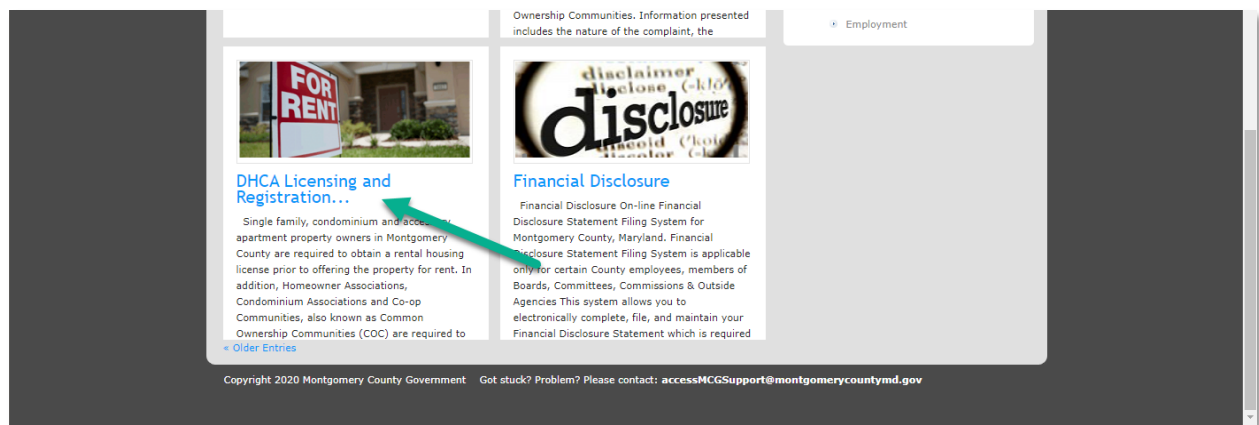 Ownership Communities. Information presented
includes the nature of the complaint, the
Employment
FOR
RENT
DHCA Licensing and
Registration...
Single family, condominium and accessory
apartment property owners in Montgomery
County are required to obtain a rental housing
license prior to offering the property for rent. In
addition, Homeowner Associations,
Condominium Associations and Co-op
Communities, also known as Common
Ownership Communities (COC) are required to
disclaimer
disclose (-klō
disclosure
Financial Disclosure
Financial Disclosure On-line Financial
Disclosure Statement Filing System for
Montgomery County, Maryland. Financial
Disclosure Statement Filing System is applicable
only for certain County employees, members of
Boards, Committees, Commissions & Outside
Agencies This system allows you to
electronically complete, file, and maintain your
Financial Disclosure Statement which is required
« Older Entries
Copyright 2020 Montgomery County Government Got stuck? Problem? Please contact: accessMCGSupport@montgomerycountymd.gov